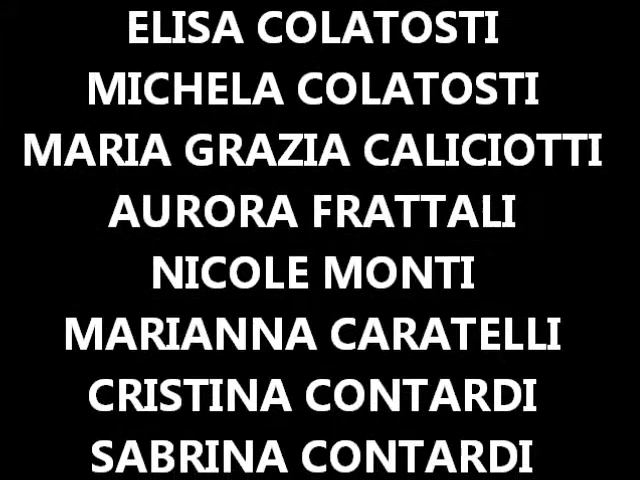 ELISA COLATOSTI
MICHELA COLATOSTI
MARIA GRAZIA CALICIOTTI
AURORA FRATTALI
NICOLE MONTI
MARIANNA CARATELLI
CRISTINA CONTARDI
SABRINA CONTARDI